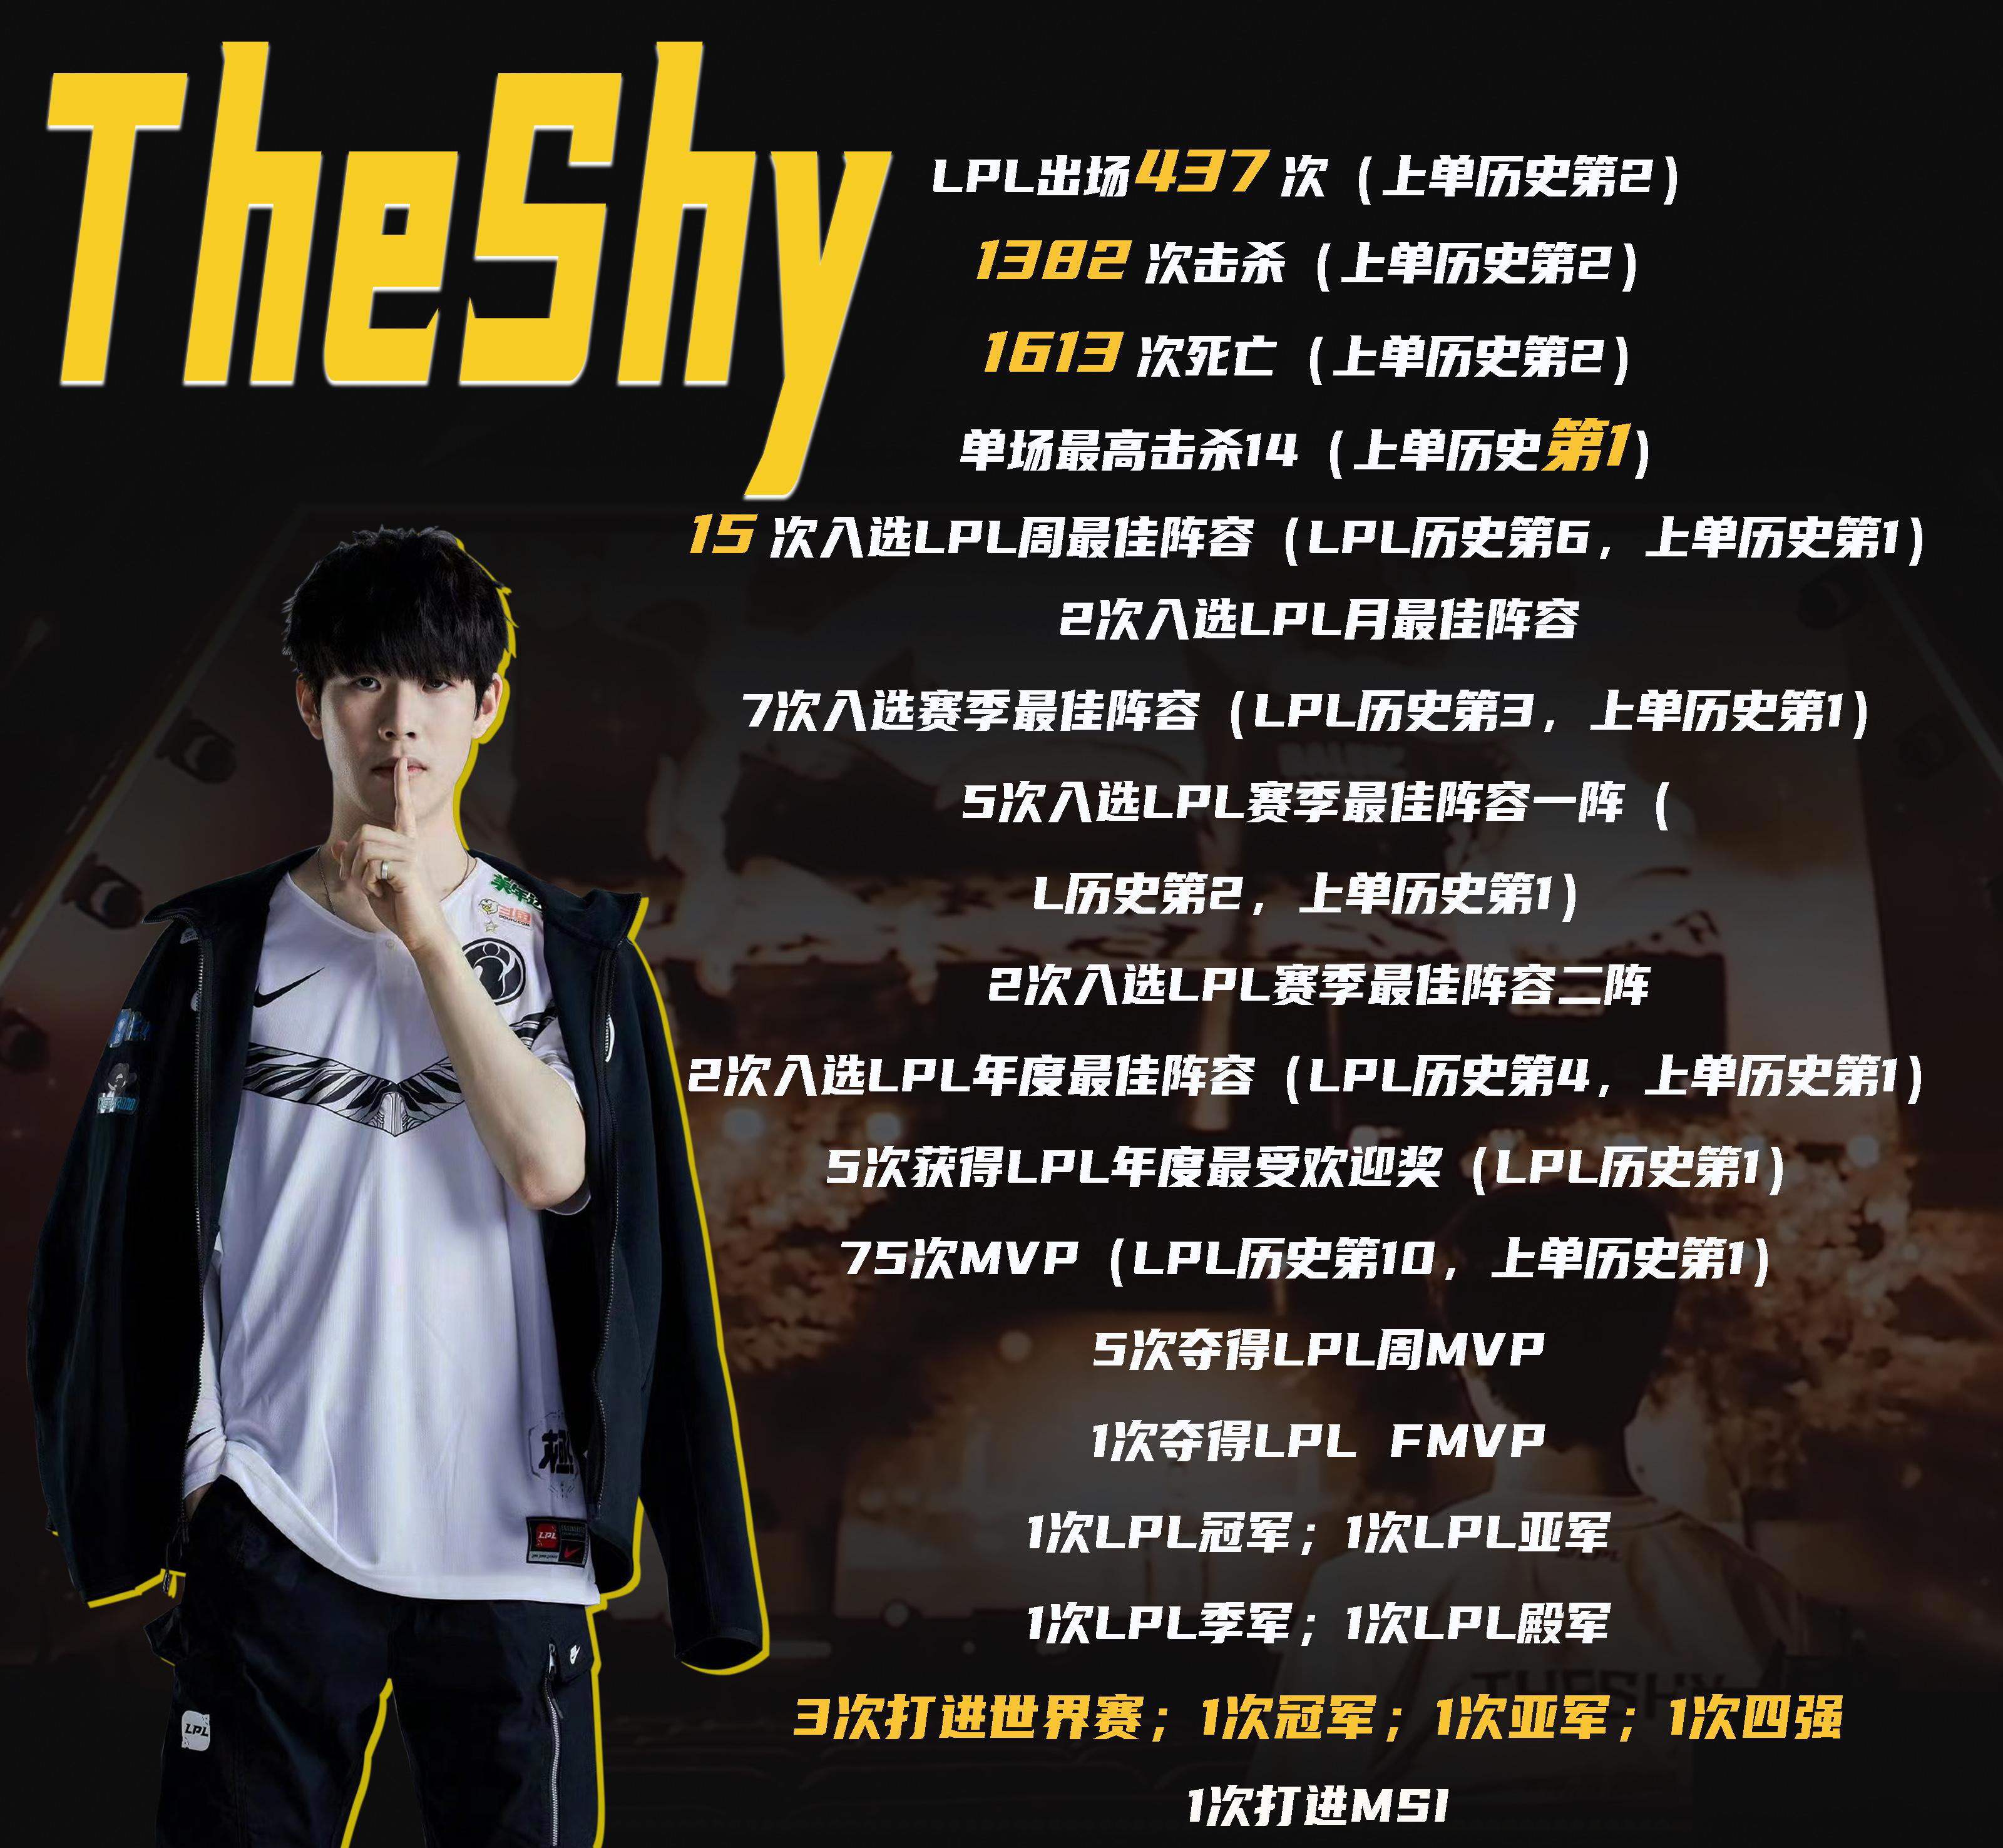 TheShy
LPL出场437次（上单历史第2）
1382次击杀（上单历史第2）
1613次死亡（上单历史第2）
单场最高击杀14（上单历史第1）
15次入选LPL周最佳阵容（LPL历史第6，上单历史第1）
2次入选LPL月最佳阵容
7次入选赛季最佳阵容（LPL历史第3，上单历史第1）
5次入选LPL赛季最佳阵容一阵（
L历史第2，上单历史第1）
2次入选LPL赛季最佳阵容二阵
2次入选LPL年度最佳阵容（LPL历史第4，上单历史第1）
5次获得LPL年度最受欢迎奖（LPL历史第1）
75次MVP（LPL历史第10，上单历史第1）
5次夺得LPL周MVP
1次夺得LPL FMVP
1次LPL冠军；1次LPL亚军
1次LPL季军；1次LPL殿军
3次打进世界赛；1次冠军；1次亚军；1次四强
1次打进MSI
LPL
LPL
LPL
THESHY